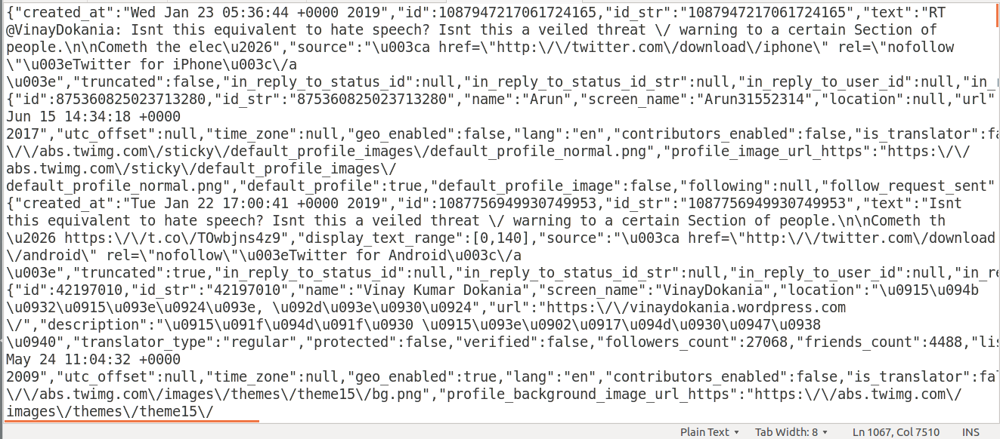 {"created_at":"Wed Jan 23 05:36:44 +0000 2019","id":1087947217061724165,"id_str":"1087947217061724165","text":"RT
@VinayDokania: Isnt this equivalent to hate speech? Isnt this a veiled threat \/ warning to a certain Section of
people.\n\nCometh the elec\u2026","source":"\u003ca href=\"http:\/\/twitter.com\/download\/iphone\" rel=\"nofollow
\"\u003eTwitter for iPhone\u003c\/a
\u003e","truncated":false,"in_reply_to_status_id":null,"in_reply_to_status_id_str":null,"in_reply_to_user_id":null,"in_r
{"id":875360825023713280,"id_str":"875360825023713280","name":"Arun","screen_name":"Arun31552314","location":null,"url"
Jun 15 14:34:18 +0000
2017","utc_offset":null,"time_zone":null,"geo_enabled":false,"lang":"en","contributors_enabled":false,"is_translator":fa
\/\/abs.twimg.com\/sticky\/default_profile_images\/default_profile_normal.png","profile_image_url_https":"https:\/\/
abs.twimg.com\/sticky\/default_profile_images\/
default_profile_normal.png","default_profile":true,"default_profile_image":false,"following":null,"follow_request_sent"
{"created_at":"Tue Jan 22 17:00:41 +0000 2019","id":1087756949930749953,"id_str":"1087756949930749953","text":"Isnt
this equivalent to hate speech? Isnt this a veiled threat \/ warning to a certain Section of people.\n\nCometh th
\u2026 https:\/\/t.co\/TOwbjns4z9","display_text_range":[0,140],"source":"\u003ca href=\"http:\/\/twitter.com\/download
\/android\" rel=\"nofollow\"\u003eTwitter for Android\u003c\/a
\u003e","truncated":true,"in_reply_to_status_id":null,"in_reply_to_status_id_str":null,"in_reply_to_user_id":null,"in_re
{"id":42197010,"id_str":"42197010","name":"Vinay Kumar Dokania","screen_name":"VinayDokania","location":"\u0915\u094b
\u0932\u0915\u093e\u0924\u093e, \u092d\u093e\u0930\u0924","url":"https:\/\/vinaydokania.wordpress.com
\/","description":"\u0915\u091f\u094d\u091f\u0930 \u0915\u093e\u0902\u0917\u094d\u0930\u0947\u0938
\u0940","translator_type":"regular","protected":false,"verified":false,"followers_count":27068,"friends_count":4488,"lis
May 24 11:04:32 +0000
2009","utc_offset":null,"time_zone":null,"geo_enabled":true,"lang":"en","contributors_enabled":false,"is_translator":fal
\/\/abs.twimg.com\/images\/themes\/theme15\/bg.png","profile_background_image_url_https":"https:\/\/abs.twimg.com\/
images\/themes\/theme15\/
Plain Text Tab Width: 8 Ln 1067, Col 7510 INS